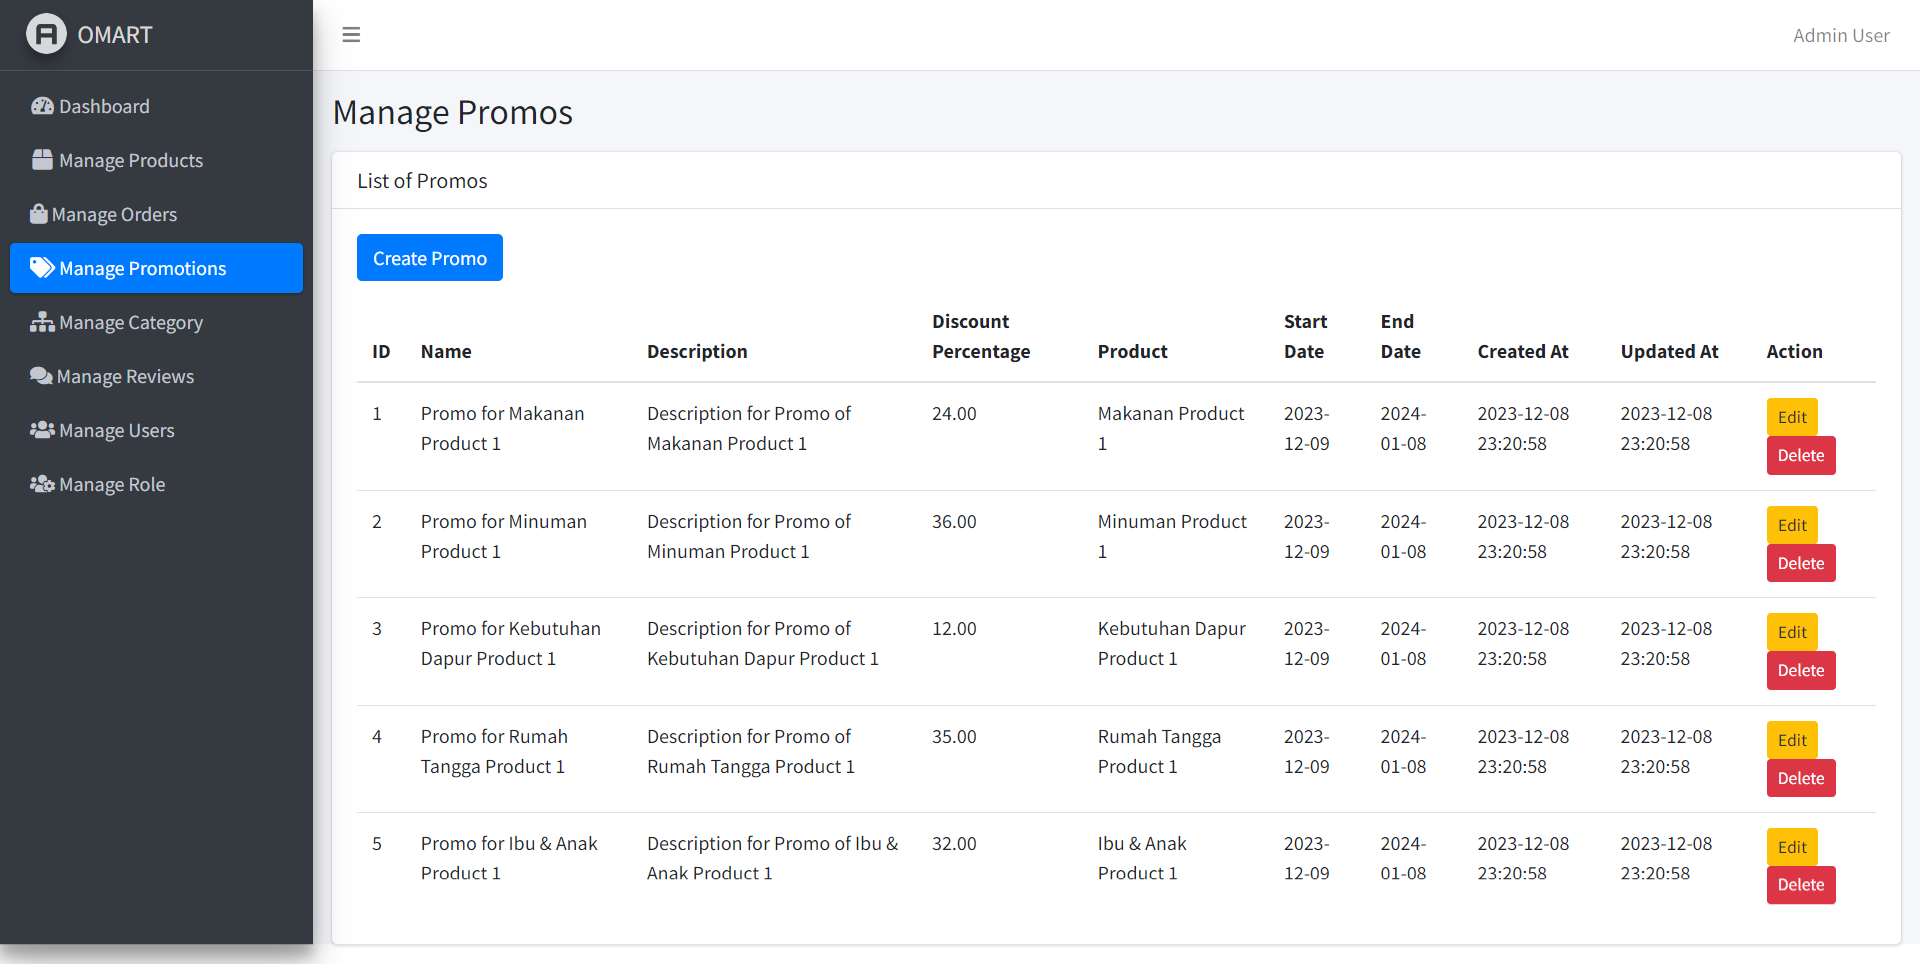 OMART
Admin User
Dashboard
Manage Products
Manage Orders
Manage Promotions
Manage Category
Manage Reviews
Manage Users
Manage Role
Manage Promos
List of Promos
Create Promo
ID Name Description Discount Percentage Product Start Date End Date Created At Updated At Action
1 Promo for Makanan Description for Promo of 24.00 Makanan Product 2023- 2024- 2023-12-08 2023-12-08 Edit
Product 1 Makanan Product 1 1 12-09 01-08 23:20:58 23:20:58 Delete
2 Promo for Minuman Description for Promo of 36.00 Minuman Product 2023- 2024- 2023-12-08 2023-12-08 Edit
Product 1 Minuman Product 1 1 12-09 01-08 23:20:58 23:20:58 Delete
3 Promo for Kebutuhan Description for Promo of 12.00 Kebutuhan Dapur 2023- 2024- 2023-12-08 2023-12-08 Edit
Dapur Product 1 Kebutuhan Dapur Product 1 Product 1 12-09 01-08 23:20:58 23:20:58 Delete
4 Promo for Rumah Description for Promo of 35.00 Rumah Tangga 2023- 2024- 2023-12-08 2023-12-08 Edit
Tangga Product 1 Rumah Tangga Product 1 Product 1 12-09 01-08 23:20:58 23:20:58 Delete
5 Promo for Ibu & Anak Description for Promo of Ibu & 32.00 Ibu & Anak 2023- 2024- 2023-12-08 2023-12-08 Edit
Product 1 Anak Product 1 Product 1 12-09 01-08 23:20:58 23:20:58 Delete